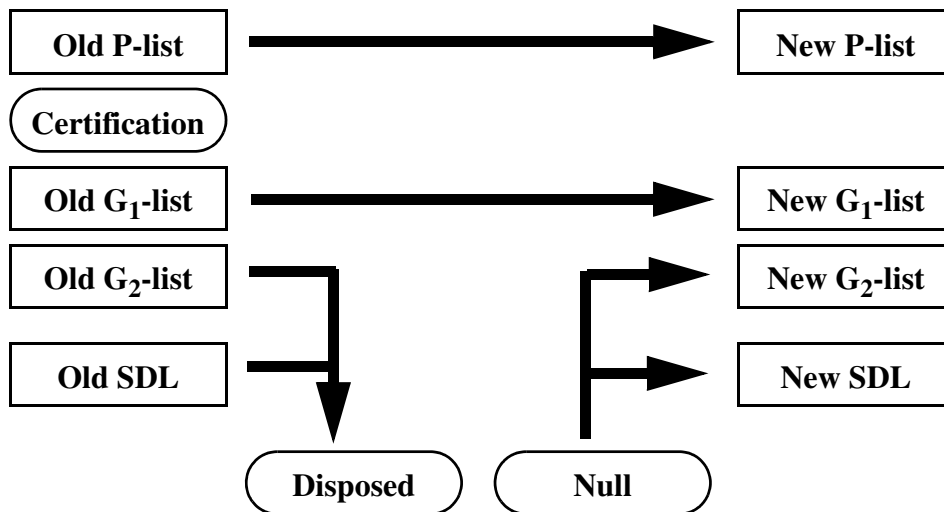 Old P-list
New P-list
Certification
Old G₁-list
New G₁-list
Old G₂-list
New G₂-list
Old SDL
New SDL
Disposed
Null